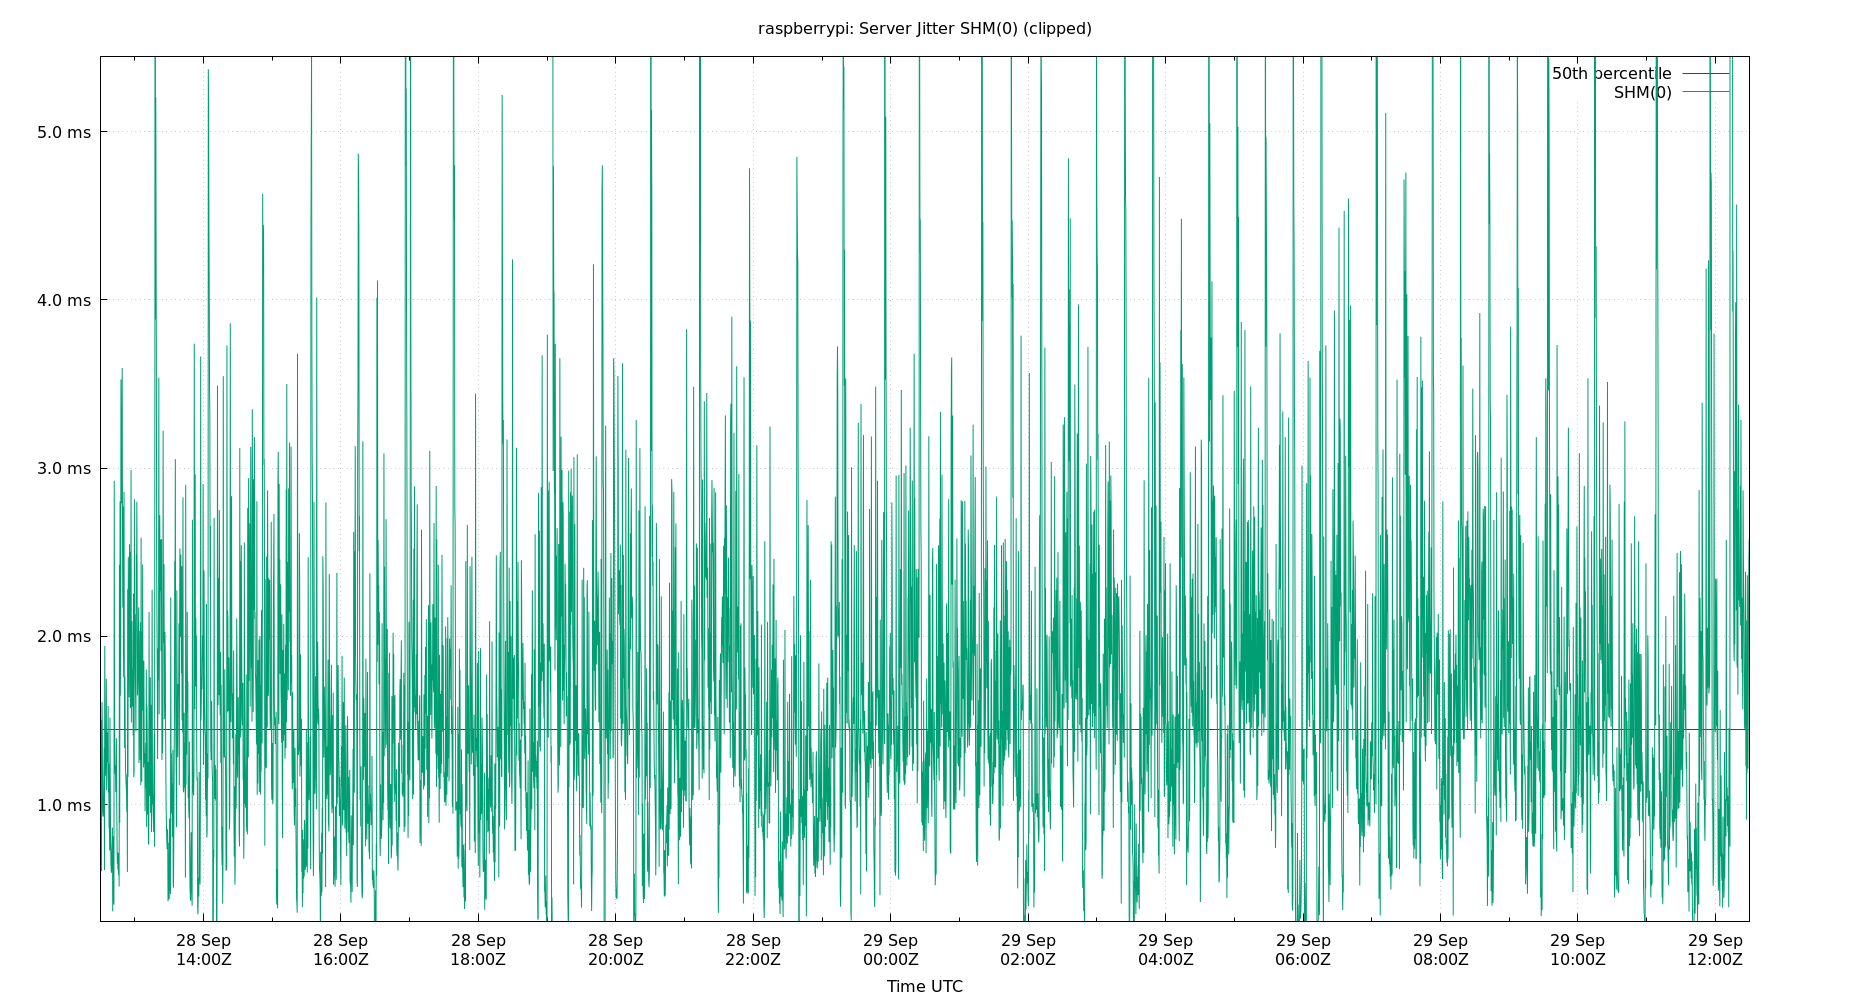 raspberrypi: Server Jitter SHM(0) (clipped)
50th percentile
SHM(0)
5.0 ms
4.0 ms
3.0 ms
2.0 ms
1.0 ms
28 Sep 28 Sep 28 Sep 28 Sep 28 Sep 29 Sep 29 Sep 29 Sep 29 Sep 29 Sep 29 Sep 29 Sep
14:00Z 16:00Z 18:00Z 20:00Z 22:00Z 00:00Z 02:00Z 04:00Z 06:00Z 08:00Z 10:00Z 12:00Z
Time UTC